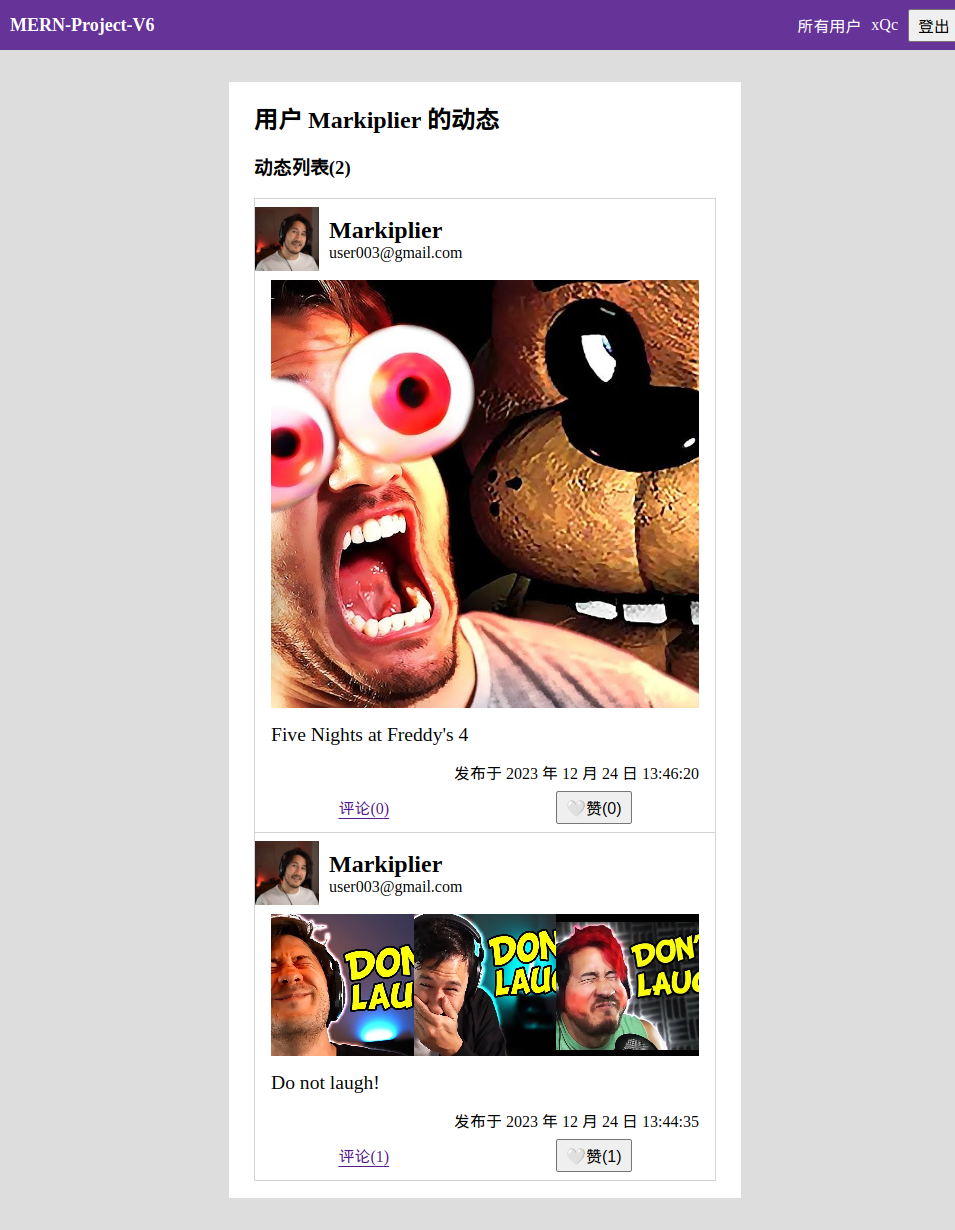 MERN-Project-V6
所有用户 xQc 登出
用户 Markiplier 的动态
动态列表(2)
Markiplier
user003@gmail.com
Five Nights at Freddy's 4
发布于 2023 年 12 月 24 日 13:46:20
评论(0) 🤍赞(0)
Markiplier
user003@gmail.com
DON
LAU
DON
LAUG
DON'T
LAUG
Do not laugh!
发布于 2023 年 12 月 24 日 13:44:35
评论(1) 🤍赞(1)